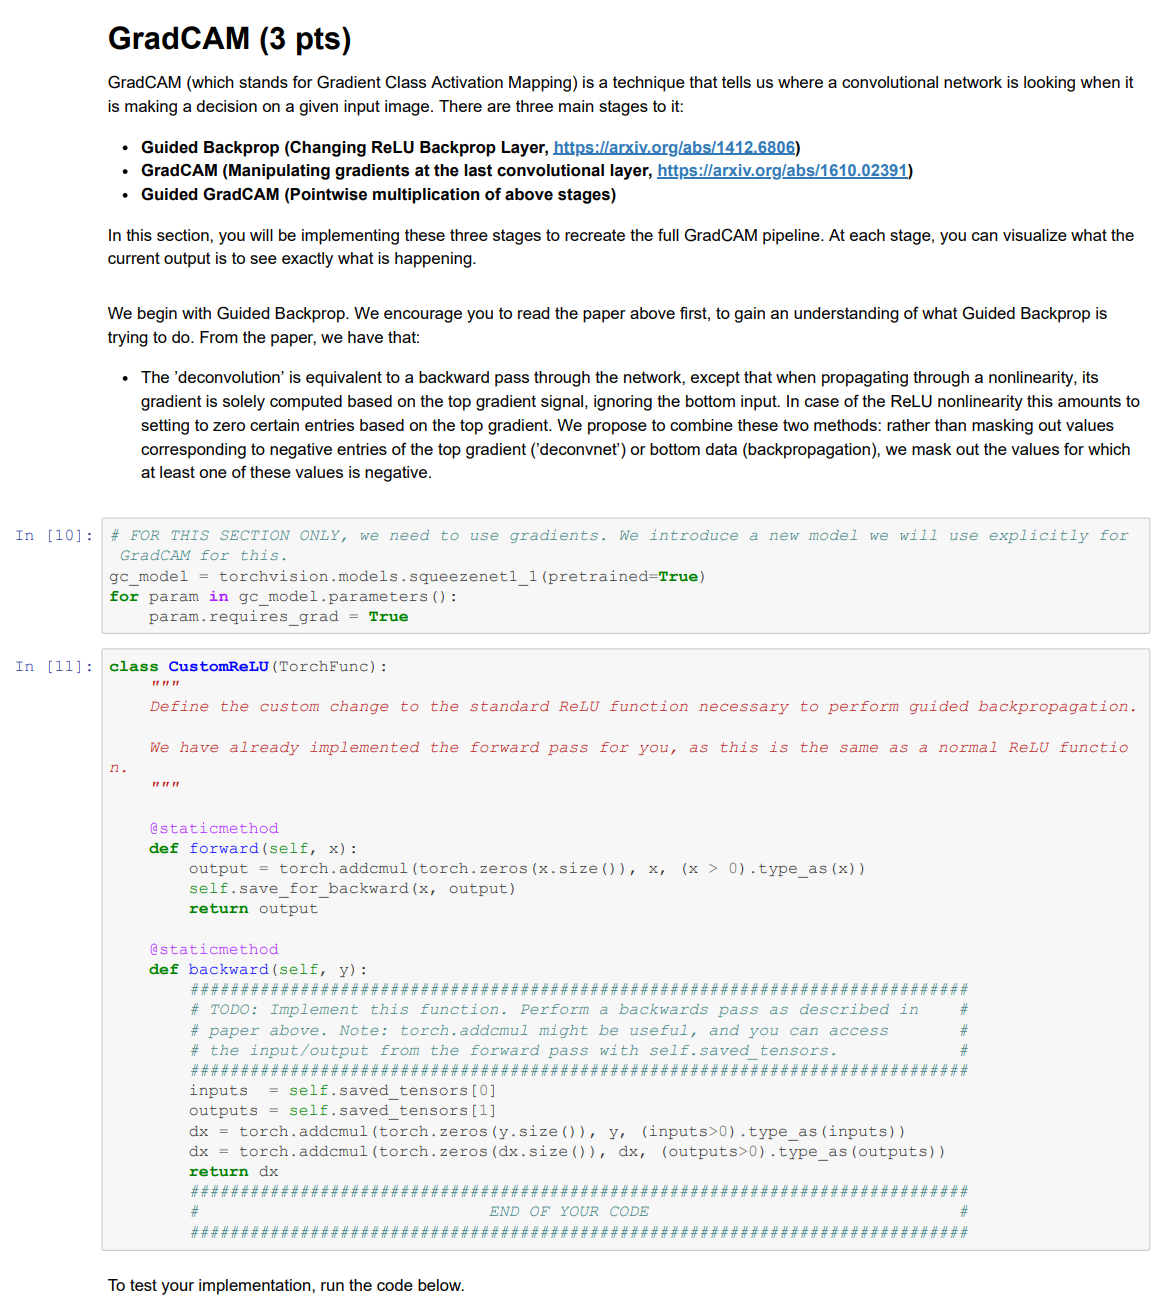 GradCAM (3 pts)
GradCAM (which stands for Gradient Class Activation Mapping) is a technique that tells us where a convolutional network is looking when it
is making a decision on a given input image. There are three main stages to it:
• Guided Backprop (Changing ReLU Backprop Layer, https://arxiv.org/abs/1412.6806)
• GradCAM (Manipulating gradients at the last convolutional layer, https://arxiv.org/abs/1610.02391)
• Guided GradCAM (Pointwise multiplication of above stages)
In this section, you will be implementing these three stages to recreate the full GradCAM pipeline. At each stage, you can visualize what the
current output is to see exactly what is happening.
We begin with Guided Backprop. We encourage you to read the paper above first, to gain an understanding of what Guided Backprop is
trying to do. From the paper, we have that:
• The ’deconvolution’ is equivalent to a backward pass through the network, except that when propagating through a nonlinearity, its
gradient is solely computed based on the top gradient signal, ignoring the bottom input. In case of the ReLU nonlinearity this amounts to
setting to zero certain entries based on the top gradient. We propose to combine these two methods: rather than masking out values
corresponding to negative entries of the top gradient (’deconvnet’) or bottom data (backpropagation), we mask out the values for which
at least one of these values is negative.
In [10]: # FOR THIS SECTION ONLY, we need to use gradients. We introduce a new model we will use explicitly for
GradCAM for this.
gc_model = torchvision.models.squeezenet1_1(pretrained=True)
for param in gc_model.parameters():
    param.requires_grad = True
In [11]: class CustomReLU(TorchFunc):
    """
    Define the custom change to the standard ReLU function necessary to perform guided backpropagation.
    We have already implemented the forward pass for you, as this is the same as a normal ReLU functio
n.
    """
    @staticmethod
    def forward(self, x):
        output = torch.addcmul(torch.zeros(x.size()), x, (x > 0).type_as(x))
        self.save_for_backward(x, output)
        return output
    @staticmethod
    def backward(self, y):
        ##############################################################################
        # TODO: Implement this function. Perform a backwards pass as described in    #
        # paper above. Note: torch.addcmul might be useful, and you can access       #
        # the input/output from the forward pass with self.saved_tensors.            #
        ##############################################################################
        inputs  = self.saved_tensors[0]
        outputs = self.saved_tensors[1]
        dx = torch.addcmul(torch.zeros(y.size()), y, (inputs>0).type_as(inputs))
        dx = torch.addcmul(torch.zeros(dx.size()), dx, (outputs>0).type_as(outputs))
        return dx
        ##############################################################################
        #                             END OF YOUR CODE                               #
        ##############################################################################
To test your implementation, run the code below.